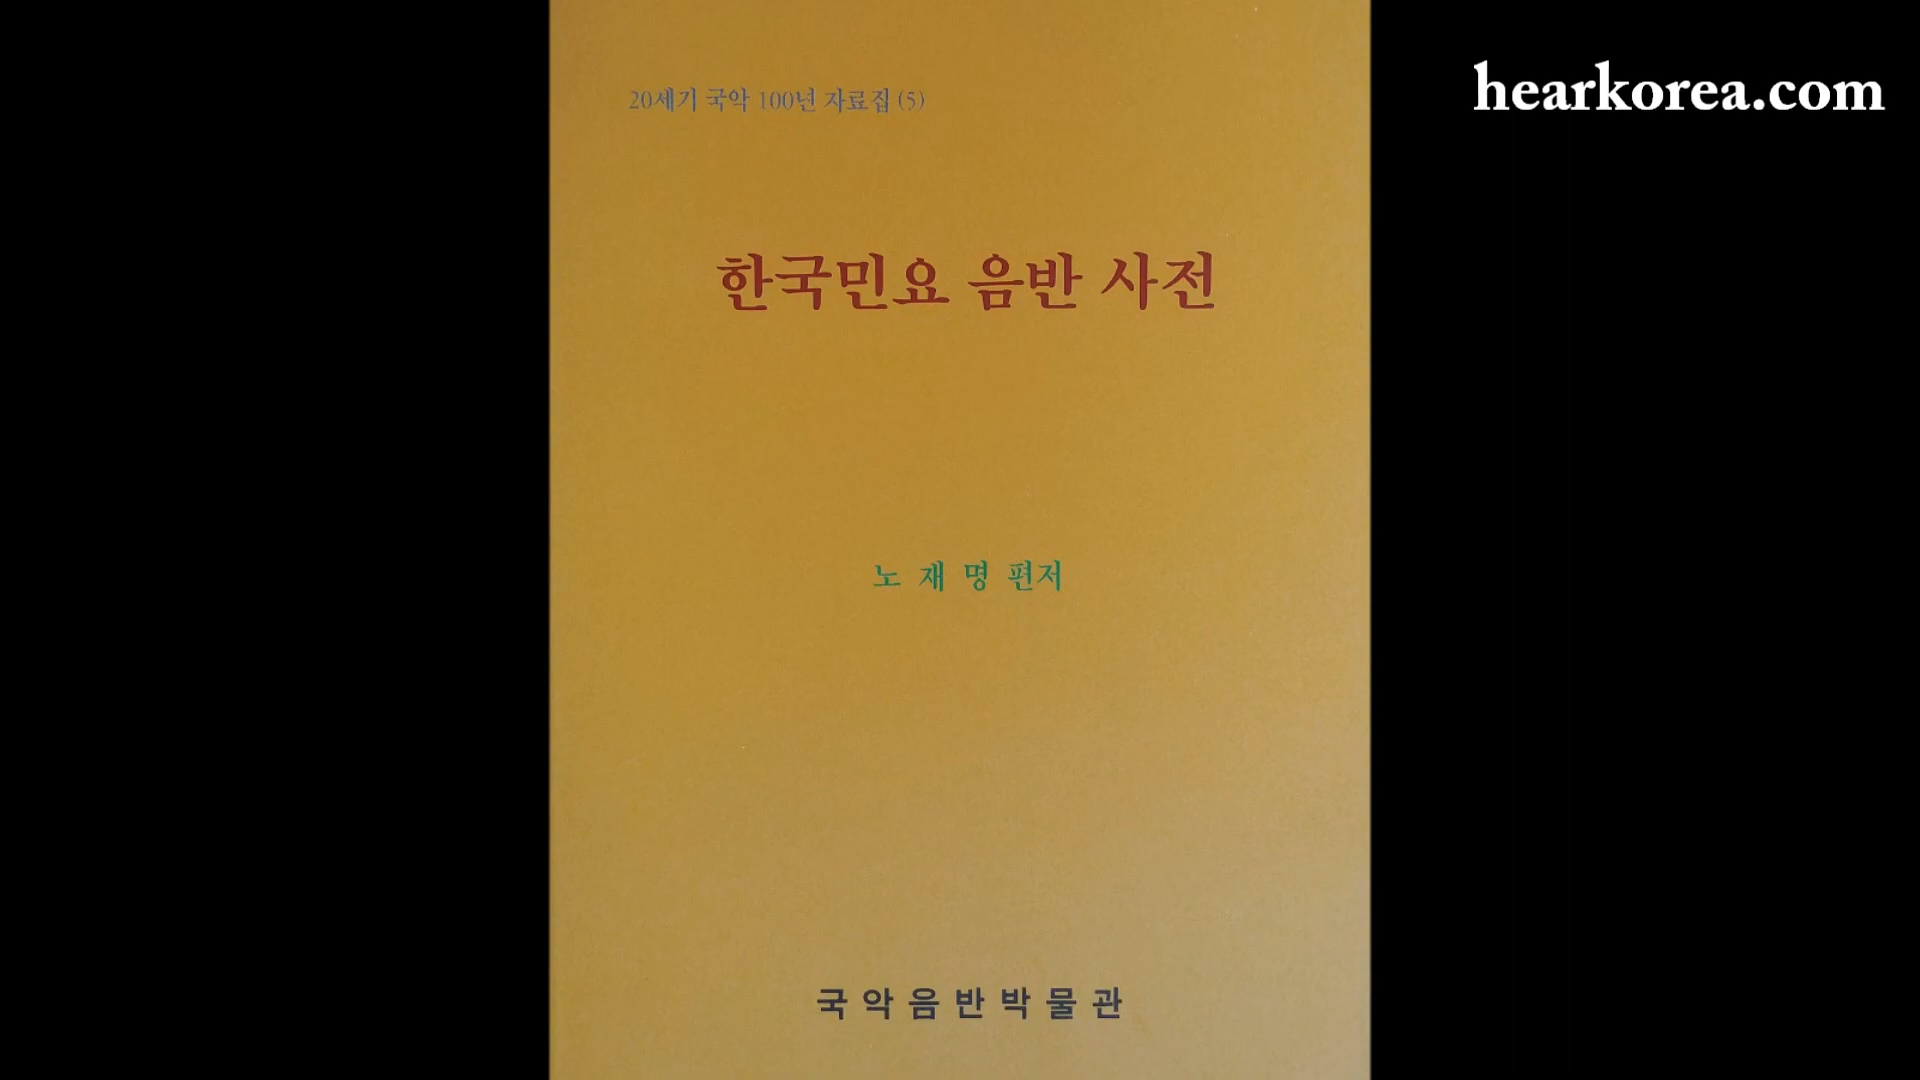 hearkorea.com
20세기 국악 100년 자료집 (5)
한국민요 음반 사전
노 재 명 편저
국악음반박물관